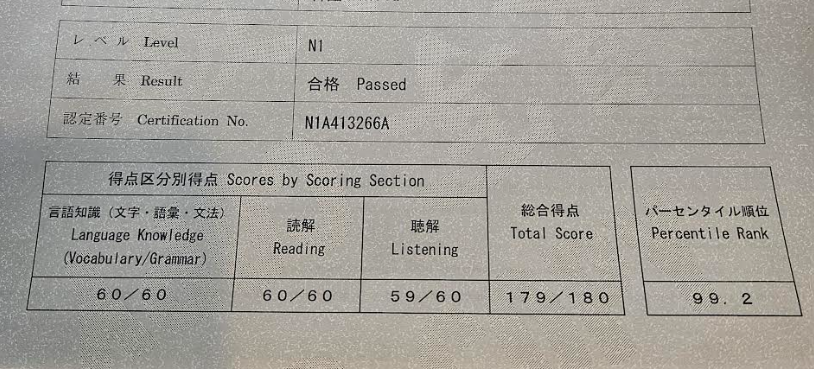 レベル Level
N1
結果 Result
合格 Passed
認定番号 Certification No.
N1A413266A
得点区分別得点 Scores by Scoring Section
言語知識（文字・語彙・文法）
Language Knowledge
(Vocabulary/Grammar)
読解
Reading
聴解
Listening
総合得点
Total Score
パーセンタイル順位
Percentile Rank
６０／６０
６０／６０
５９／６０
１７９／１８０
９９．２